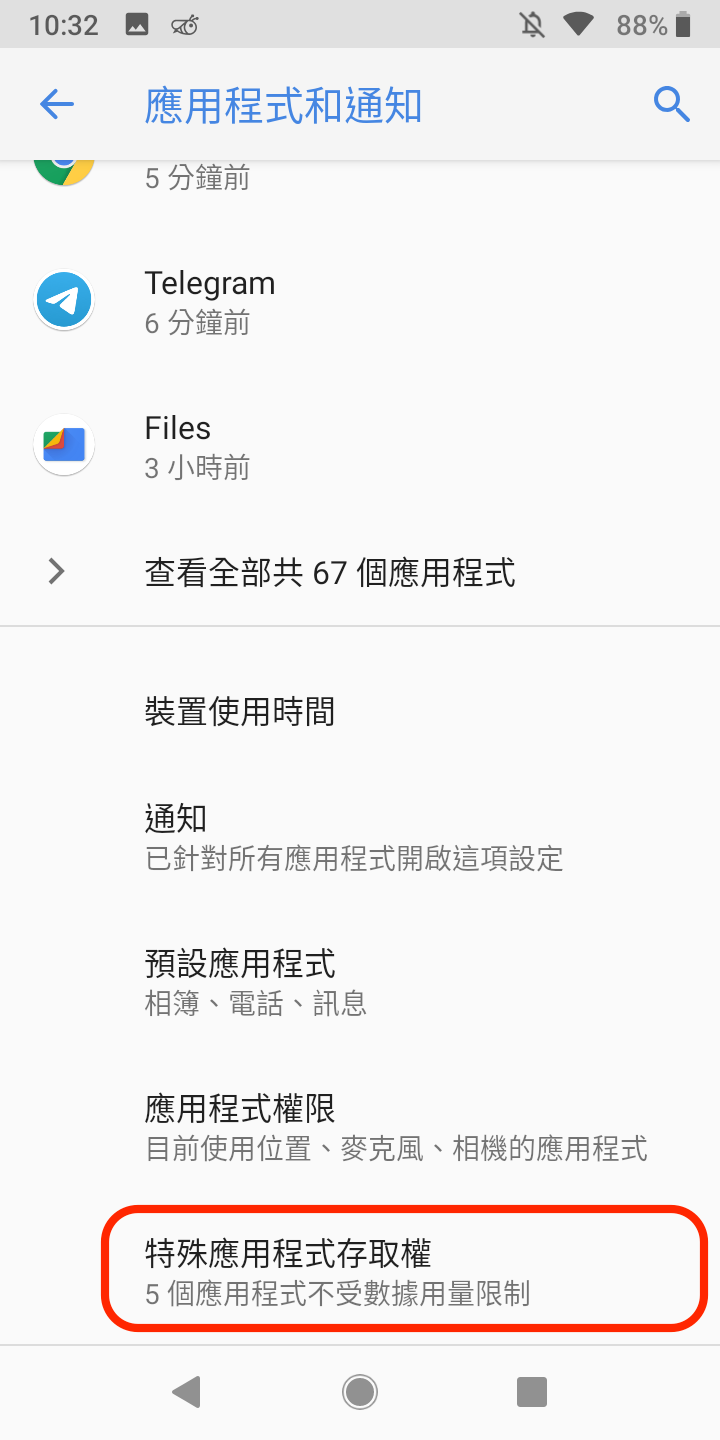 10:32
88%
應用程式和通知
5 分鐘前
Telegram
6 分鐘前
Files
3 小時前
查看全部共 67 個應用程式
裝置使用時間
通知
已針對所有應用程式開啟這項設定
預設應用程式
相簿、電話、訊息
應用程式權限
目前使用位置、麥克風、相機的應用程式
特殊應用程式存取權
5 個應用程式不受數據用量限制